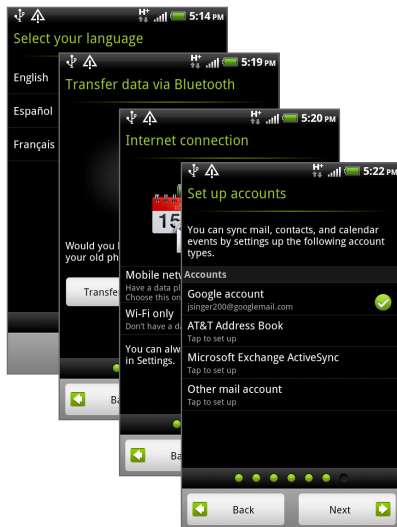 5:14 PM
Select your language
English
Español
Français
5:19 PM
Transfer data via Bluetooth
Would you
your old ph
Transfe
H+ 5:20 PM
Internet connection
15
Mobile netw
Have a data pl
Choose this on
Wi-Fi only
Don't have a da
You can alw
in Settings.
H+ 5:22 PM
Set up accounts
You can sync mail, contacts, and calendar
events by settings up the following account
types.
Accounts
Google account
jsinger200@googlemail.com
AT&T Address Book
Tap to set up
Microsoft Exchange ActiveSync
Tap to set up
Other mail account
Tap to set up
Back
Next